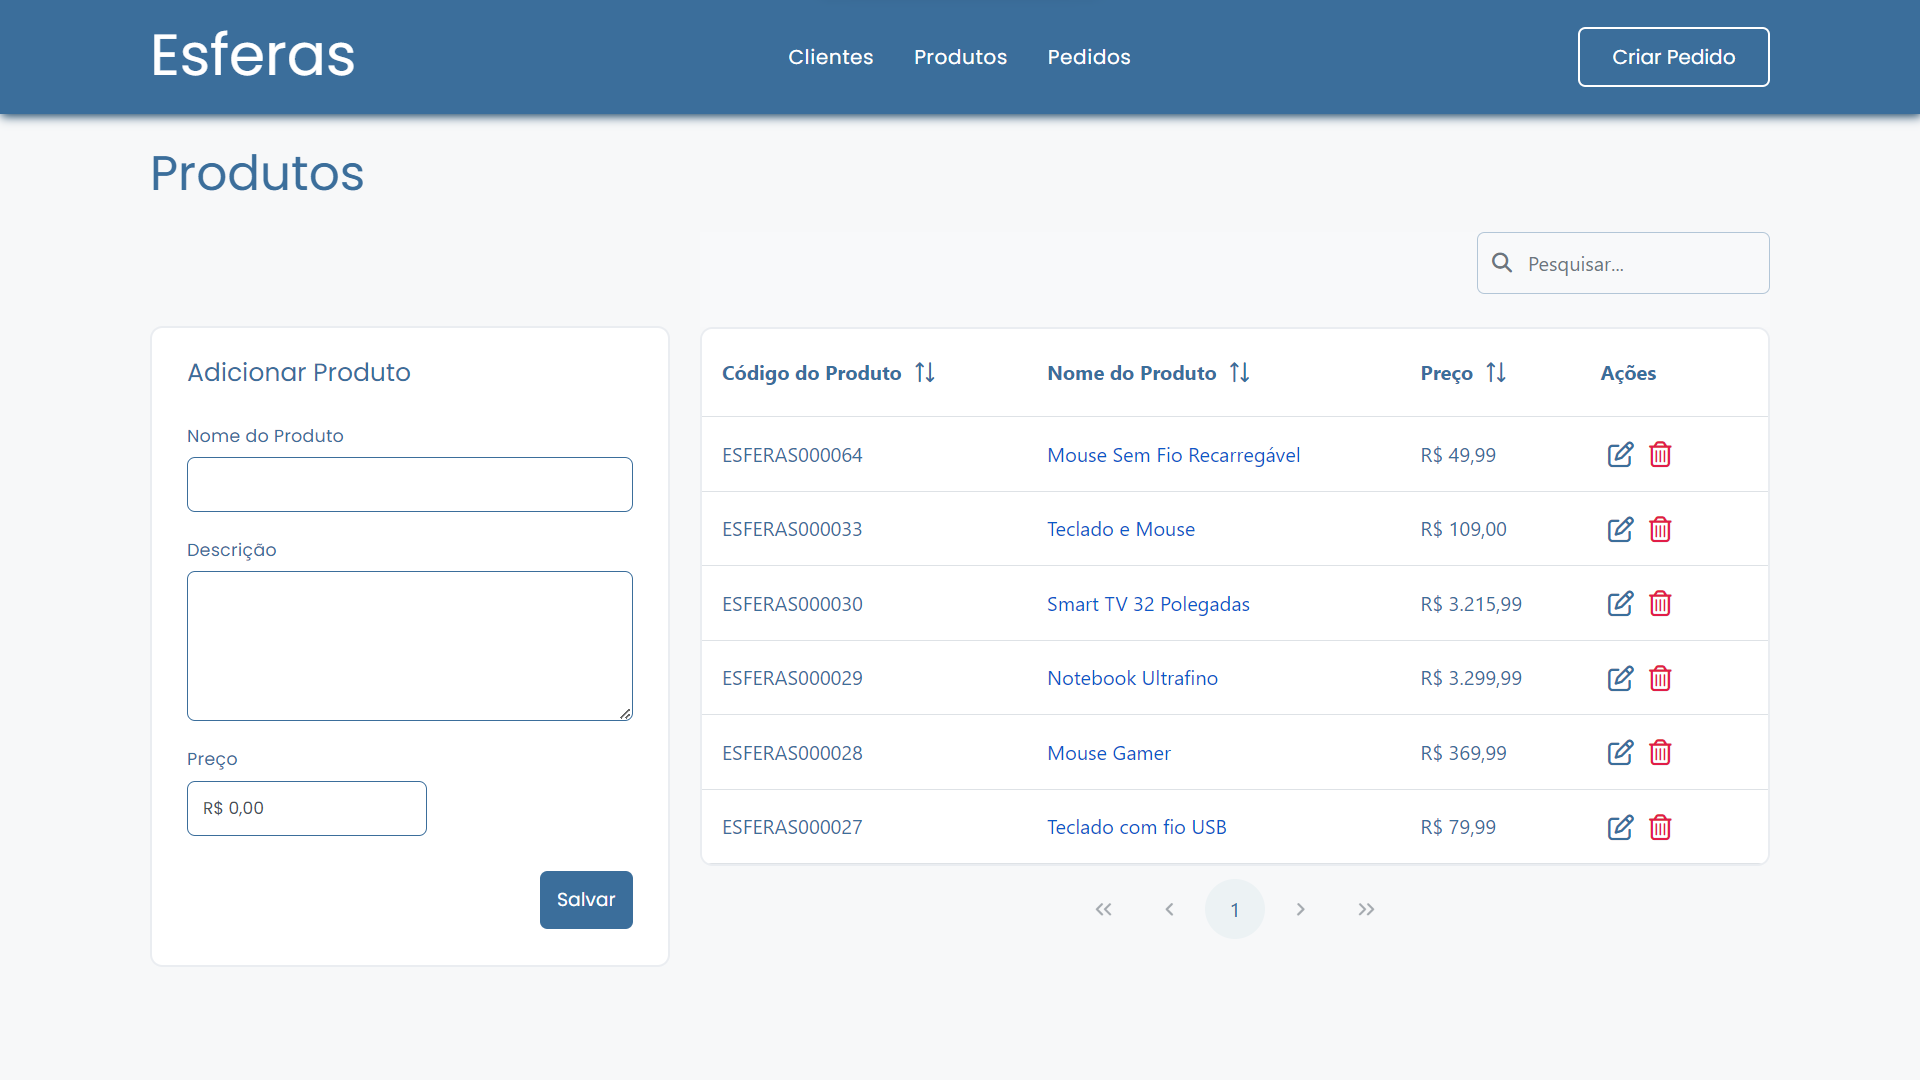 Esferas
Clientes Produtos Pedidos
Criar Pedido
Produtos
Pesquisar...
Adicionar Produto
Nome do Produto
Descrição
Preço
R$ 0,00
Salvar
Código do Produto Nome do Produto Preço Ações
ESFERAS000064 Mouse Sem Fio Recarregável R$ 49,99
ESFERAS000033 Teclado e Mouse R$ 109,00
ESFERAS000030 Smart TV 32 Polegadas R$ 3.215,99
ESFERAS000029 Notebook Ultrafino R$ 3.299,99
ESFERAS000028 Mouse Gamer R$ 369,99
ESFERAS000027 Teclado com fio USB R$ 79,99
1